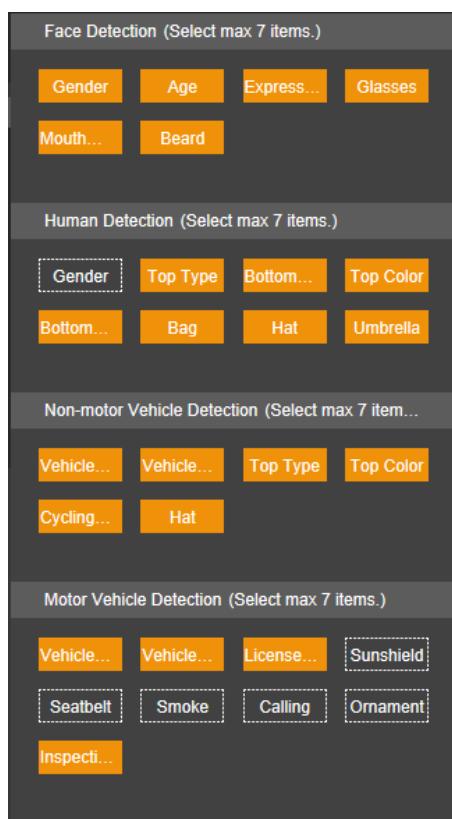 Face Detection (Select max 7 items.)
Gender Age Express... Glasses
Mouth... Beard
Human Detection (Select max 7 items.)
Gender Top Type Bottom... Top Color
Bottom... Bag Hat Umbrella
Non-motor Vehicle Detection (Select max 7 item...
Vehicle... Vehicle... Top Type Top Color
Cycling... Hat
Motor Vehicle Detection (Select max 7 items.)
Vehicle... Vehicle... License... Sunshield
Seatbelt Smoke Calling Ornament
Inspecti...